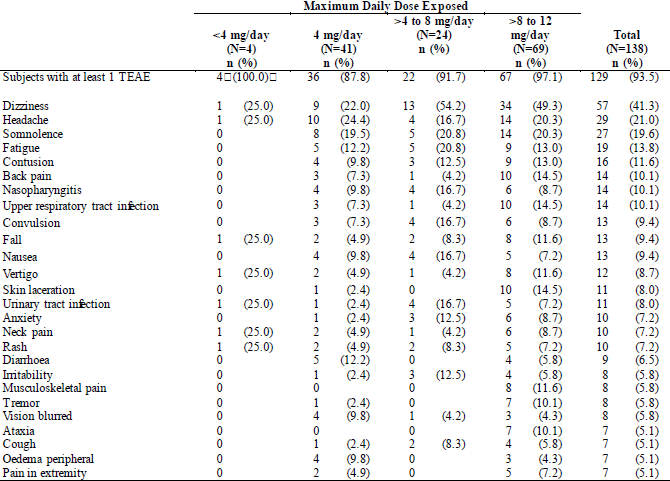 Maximum Daily Dose Exposed
<4 mg/day (N=4) n (%) 4 mg/day (N=41) n (%) >4 to 8 mg/day (N=24) n (%) >8 to 12 mg/day (N=69) n (%) Total (N=138) n (%)
Subjects with at least 1 TEAE 4 (100.0) 36 (87.8) 22 (91.7) 67 (97.1) 129 (93.5)
Dizziness 1 (25.0) 9 (22.0) 13 (54.2) 34 (49.3) 57 (41.3)
Headache 1 (25.0) 10 (24.4) 4 (16.7) 14 (20.3) 29 (21.0)
Somnolence 0 8 (19.5) 5 (20.8) 14 (20.3) 27 (19.6)
Fatigue 0 5 (12.2) 5 (20.8) 9 (13.0) 19 (13.8)
Contusion 0 4 (9.8) 3 (12.5) 9 (13.0) 16 (11.6)
Back pain 0 3 (7.3) 1 (4.2) 10 (14.5) 14 (10.1)
Nasopharyngitis 0 4 (9.8) 4 (16.7) 6 (8.7) 14 (10.1)
Upper respiratory tract infection 0 3 (7.3) 1 (4.2) 10 (14.5) 14 (10.1)
Convulsion 0 3 (7.3) 4 (16.7) 6 (8.7) 13 (9.4)
Fall 1 (25.0) 2 (4.9) 2 (8.3) 8 (11.6) 13 (9.4)
Nausea 0 4 (9.8) 4 (16.7) 5 (7.2) 13 (9.4)
Vertigo 1 (25.0) 2 (4.9) 1 (4.2) 8 (11.6) 12 (8.7)
Skin laceration 0 1 (2.4) 0 10 (14.5) 11 (8.0)
Urinary tract infection 1 (25.0) 1 (2.4) 4 (16.7) 5 (7.2) 11 (8.0)
Anxiety 0 1 (2.4) 3 (12.5) 6 (8.7) 10 (7.2)
Neck pain 1 (25.0) 2 (4.9) 1 (4.2) 6 (8.7) 10 (7.2)
Rash 1 (25.0) 2 (4.9) 2 (8.3) 5 (7.2) 10 (7.2)
Diarrhoea 0 5 (12.2) 0 4 (5.8) 9 (6.5)
Irritability 0 1 (2.4) 3 (12.5) 4 (5.8) 8 (5.8)
Musculoskeletal pain 0 0 0 8 (11.6) 8 (5.8)
Tremor 0 1 (2.4) 0 7 (10.1) 8 (5.8)
Vision blurred 0 4 (9.8) 1 (4.2) 3 (4.3) 8 (5.8)
Ataxia 0 0 0 7 (10.1) 7 (5.1)
Cough 0 1 (2.4) 2 (8.3) 4 (5.8) 7 (5.1)
Oedema peripheral 0 4 (9.8) 0 3 (4.3) 7 (5.1)
Pain in extremity 0 2 (4.9) 0 5 (7.2) 7 (5.1)